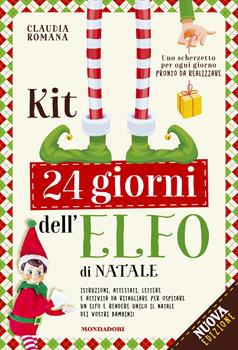 CLAUDIA
ROMANA
Uno scherzetto
per ogni giorno
PRONTO DA REALIZZARE
Kit
24 giorni
dell'ELFO
di NATALE
ISTRUZIONI, ATTESTATI, LETTERE
E ATTIVITÀ DA RITAGLIARE PER OSPITARE
UN ELFO E RENDERE UNICO IL NATALE
DEI VOSTRI BAMBINI!
MONDADORI
NUOVA
EDIZIONE